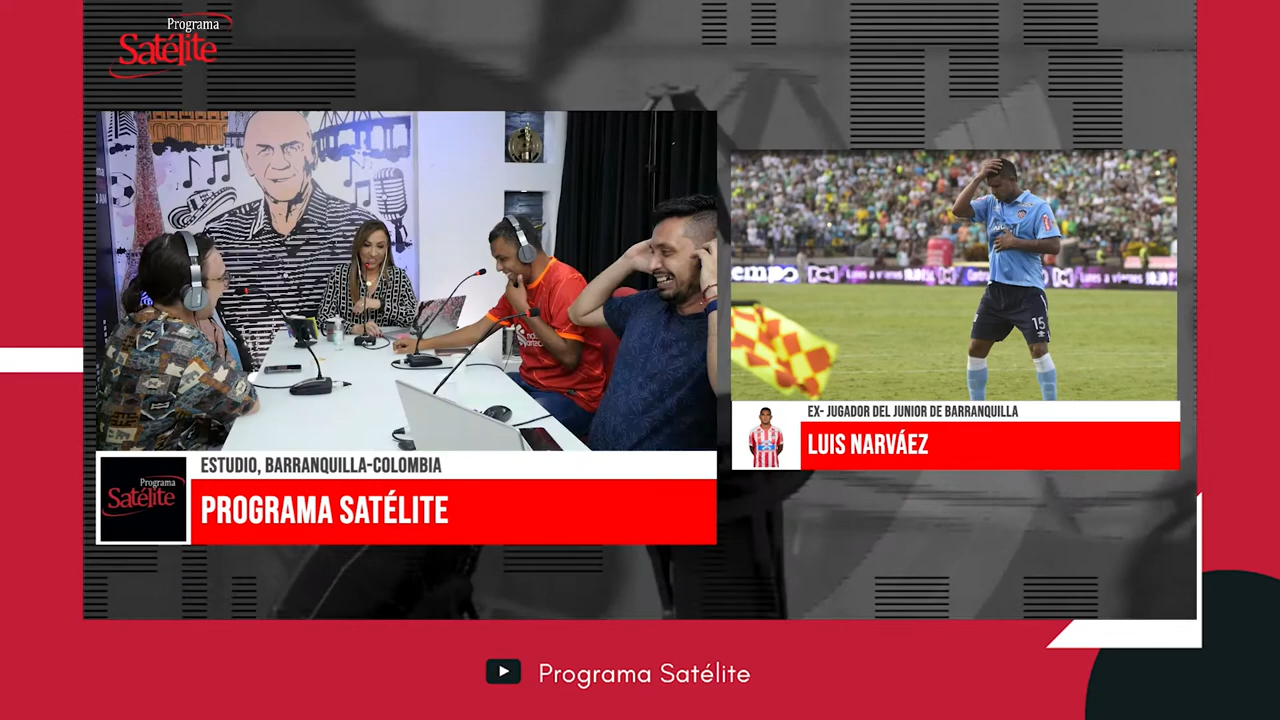 Programa
Satélite
ESTUDIO, BARRANQUILLA-COLOMBIA
PROGRAMA SATÉLITE
Programa
Satélite
EX- JUGADOR DEL JUNIOR DE BARRANQUILLA
LUIS NARVÁEZ
15
Programa Satélite